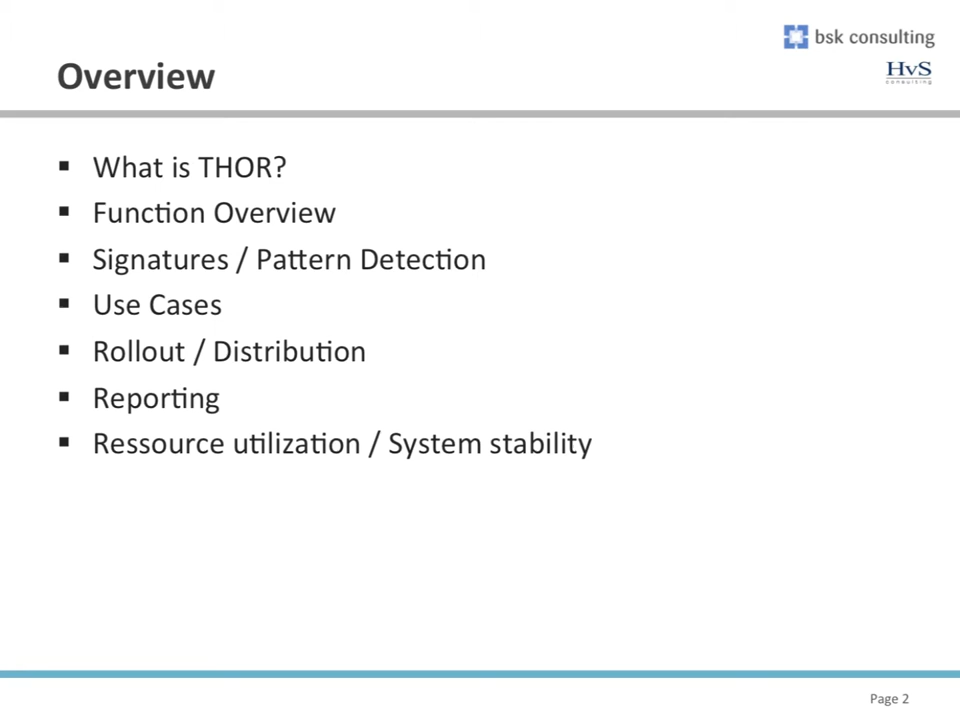 bsk consulting
HvS
consulting
Overview
▪ What is THOR?
▪ Function Overview
▪ Signatures / Pattern Detection
▪ Use Cases
▪ Rollout / Distribution
▪ Reporting
▪ Ressource utilization / System stability
Page 2